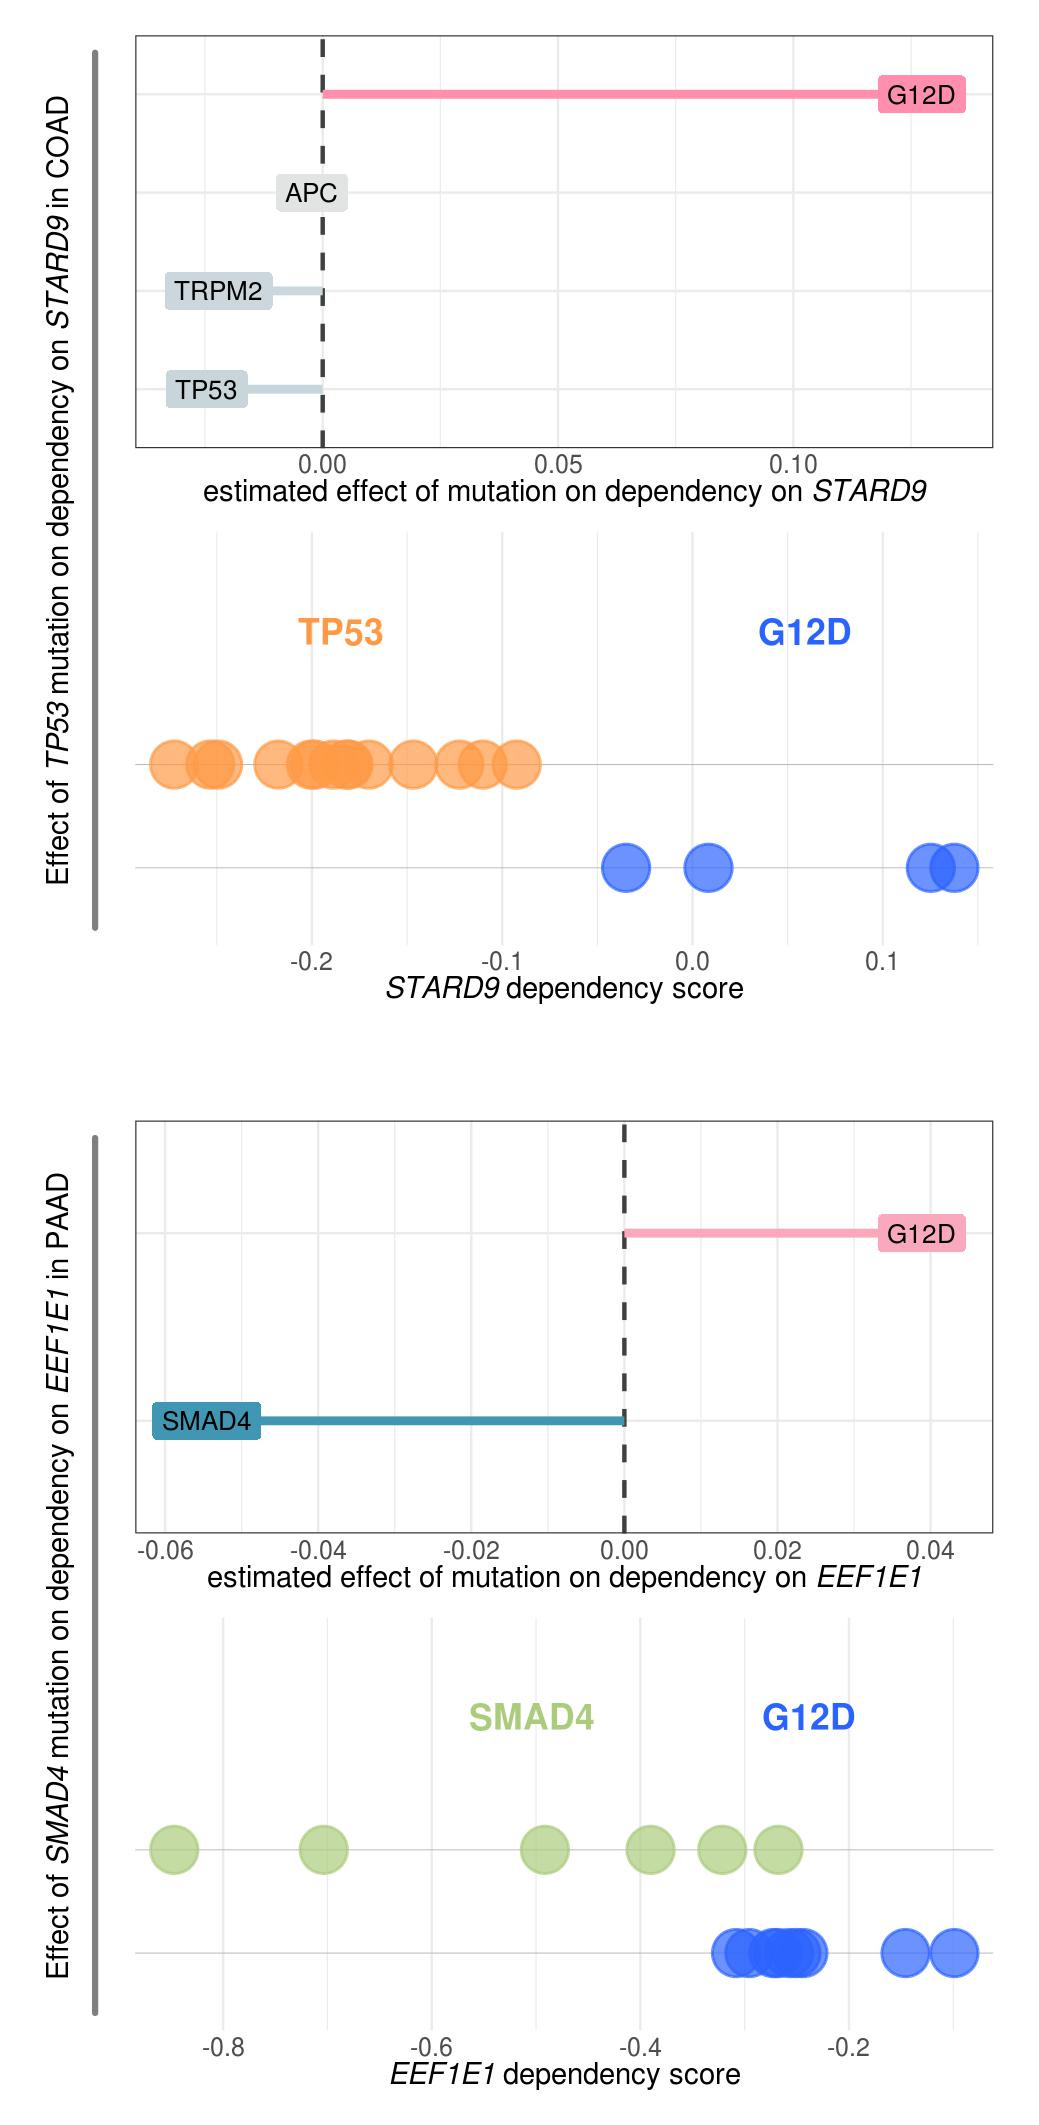 Effect of TP53 mutation on dependency on STARD9 in COAD
G12D
APC
TRPM2
TP53
0.00 0.05 0.10
estimated effect of mutation on dependency on STARD9
TP53 G12D
-0.2 -0.1 0.0 0.1
STARD9 dependency score
Effect of SMAD4 mutation on dependency on EEF1E1 in PAAD
G12D
SMAD4
-0.06 -0.04 -0.02 0.00 0.02 0.04
estimated effect of mutation on dependency on EEF1E1
SMAD4 G12D
-0.8 -0.6 -0.4 -0.2
EEF1E1 dependency score